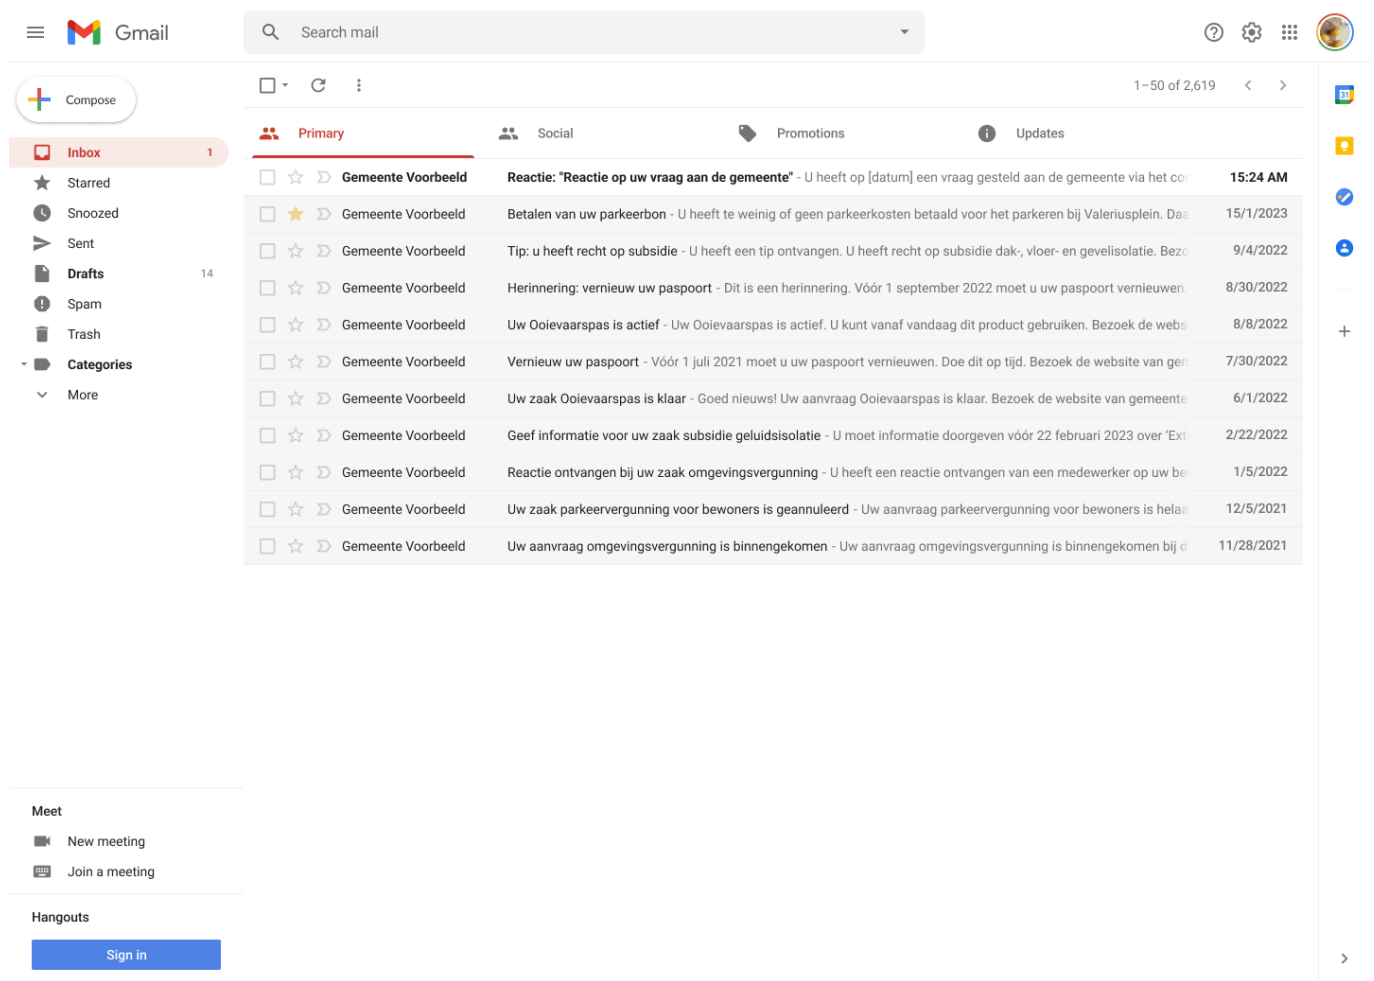 Gmail
Search mail
Compose
1–50 of 2,619
31
Primary
Social
Promotions
Updates
Inbox 1
Starred
Snoozed
Sent
Drafts 14
Spam
Trash
Categories
More
Gemeente Voorbeeld Reactie: "Reactie op uw vraag aan de gemeente" - U heeft op [datum] een vraag gesteld aan de gemeente via het co 15:24 AM
Gemeente Voorbeeld Betalen van uw parkeerbon - U heeft te weinig of geen parkeerkosten betaald voor het parkeren bij Valeriusplein. Daa 15/1/2023
Gemeente Voorbeeld Tip: u heeft recht op subsidie - U heeft een tip ontvangen. U heeft recht op subsidie dak-, vloer- en gevelisolatie. Bezo 9/4/2022
Gemeente Voorbeeld Herinnering: vernieuw uw paspoort - Dit is een herinnering. Vóór 1 september 2022 moet u uw paspoort vernieuwen. 8/30/2022
Gemeente Voorbeeld Uw Ooievaarspas is actief - Uw Ooievaarspas is actief. U kunt vanaf vandaag dit product gebruiken. Bezoek de webs 8/8/2022
Gemeente Voorbeeld Vernieuw uw paspoort - Vóór 1 juli 2021 moet u uw paspoort vernieuwen. Doe dit op tijd. Bezoek de website van gem 7/30/2022
Gemeente Voorbeeld Uw zaak Ooievaarspas is klaar - Goed nieuws! Uw aanvraag Ooievaarspas is klaar. Bezoek de website van gemeente 6/1/2022
Gemeente Voorbeeld Geef informatie voor uw zaak subsidie geluidsisolatie - U moet informatie doorgeven vóór 22 februari 2023 over ‘Ext 2/22/2022
Gemeente Voorbeeld Reactie ontvangen bij uw zaak omgevingsvergunning - U heeft een reactie ontvangen van een medewerker op uw be 1/5/2022
Gemeente Voorbeeld Uw zaak parkeervergunning voor bewoners is geannuleerd - Uw aanvraag parkeervergunning voor bewoners is helaa 12/5/2021
Gemeente Voorbeeld Uw aanvraag omgevingsvergunning is binnengekomen - Uw aanvraag omgevingsvergunning is binnengekomen bij d 11/28/2021
Meet
New meeting
Join a meeting
Hangouts
Sign in